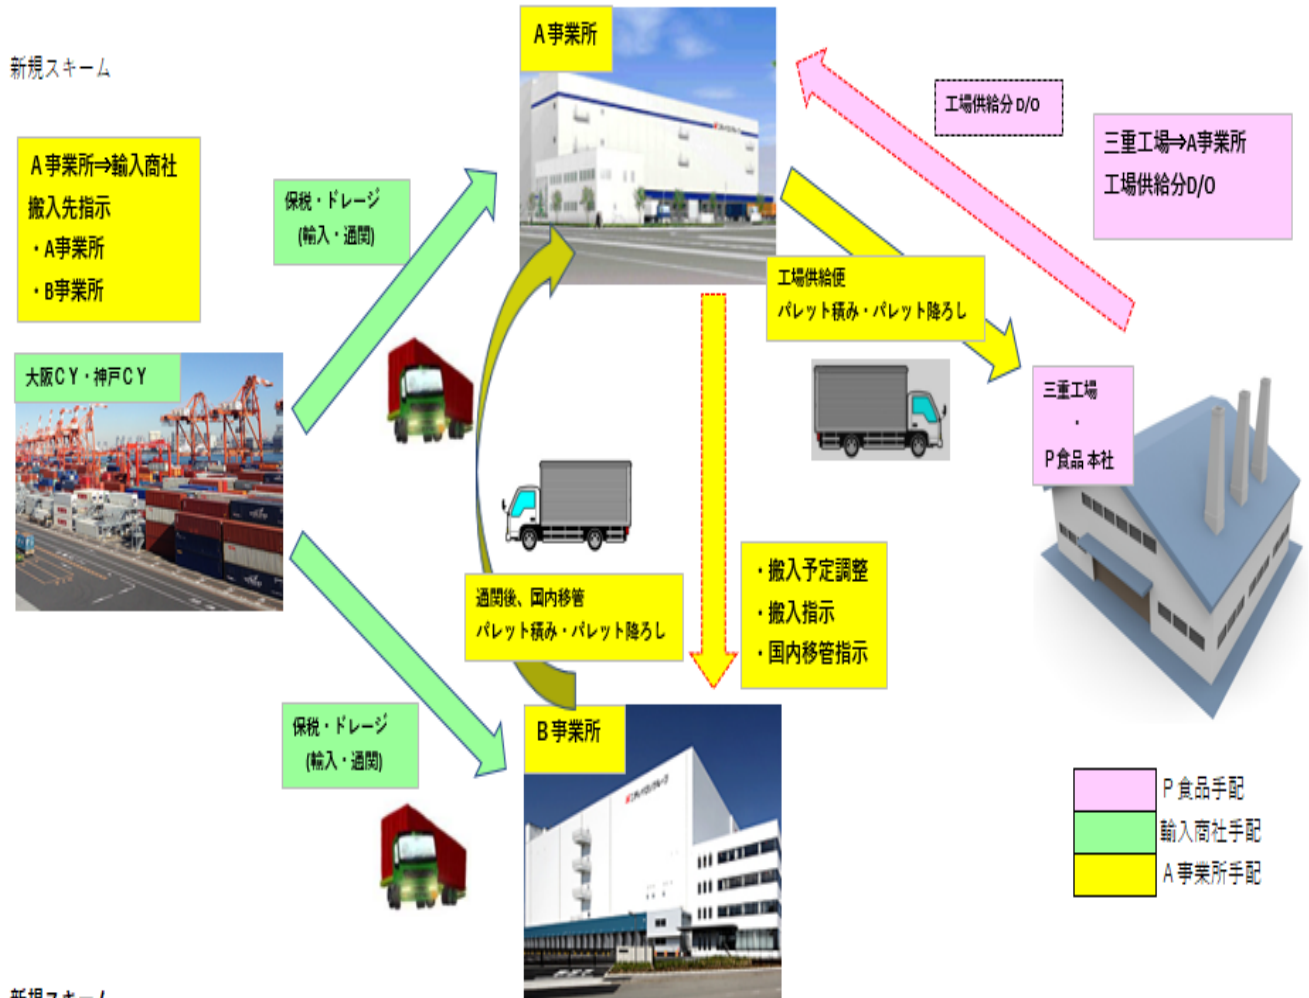 新規スキーム
A事業所
工場供給分 D/O
三重工場⇒A事業所
工場供給分D/O
A事業所⇒輸入商社
搬入先指示
・A事業所
・B事業所
保税・ドレージ
(輸入・通関)
工場供給便
パレット積み・パレット降ろし
大阪CY・神戸CY
三重工場
・
P食品 本社
通関後、国内移管
パレット積み・パレット降ろし
・搬入予定調整
・搬入指示
・国内移管指示
保税・ドレージ
(輸入・通関)
B事業所
P食品手配
輸入商社手配
A事業所手配
新規スキーム